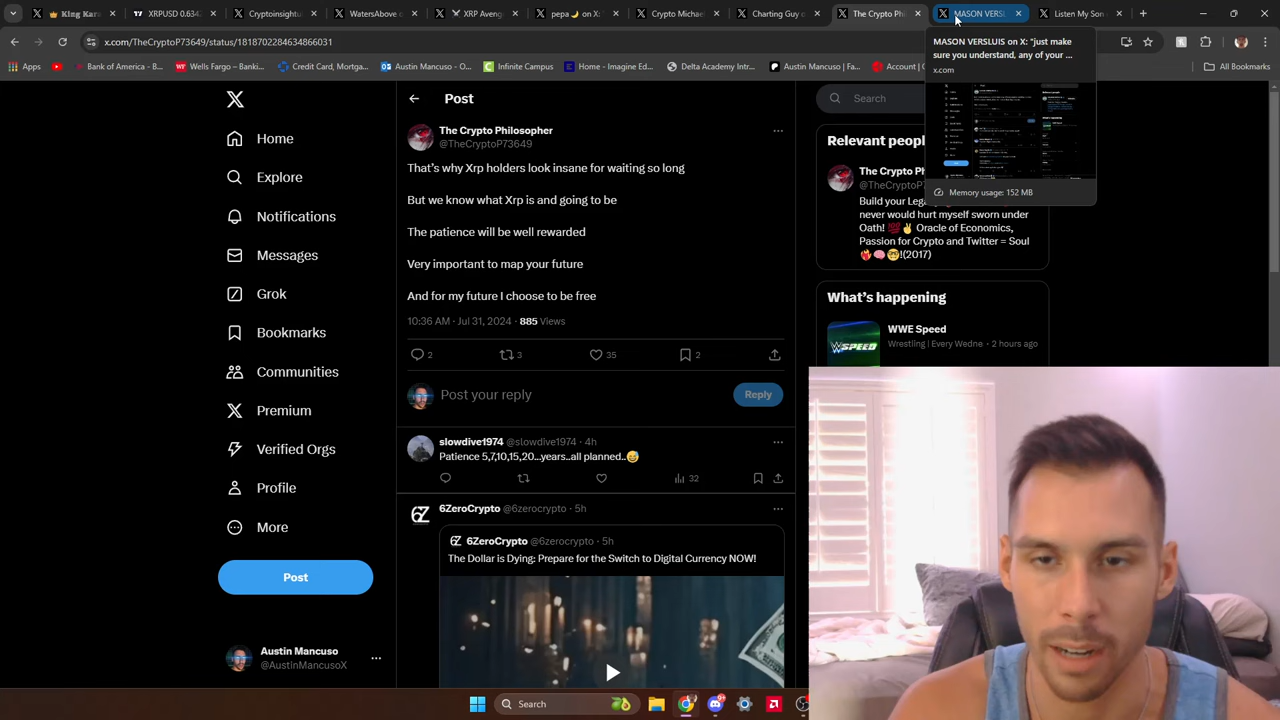 King Kara
XRPUSD 0.634
Cryptoinsight
WatersAbove.c
XRP Aveng
pepa🌙 on X:
Crypto Micha
Charting Guy o
The Crypto Phi
MASON VERSL
Listen My Son
x.com/TheCryptoP73649/status/1818702284634866031
Apps
Bank of America - B...
Wells Fargo – Banki...
Credit Card, Mortga...
Austin Mancuso – O...
Infinite Campus
Home - Imagine Ed...
Delta Academy Intr...
Austin Mancuso | Fa...
Account |
All Bookmarks
MASON VERSLUIS on X: "just make
sure you understand, any of your ...
x.com
Memory usage: 152 MB
Post
Search
Home
Explore
Notifications
Messages
Grok
Bookmarks
Communities
Premium
Verified Orgs
Profile
More
Post
Austin Mancuso
@AustinMancusoX
The Crypto Philosopher
@TheCryptoP73649
That's why Xrp holders look insane for waiting so long
But we know what Xrp is and going to be
The patience will be well rewarded
Very important to map your future
And for my future I choose to be free
10:36 AM · Jul 31, 2024 · 885 Views
2 3 35 2
Post your reply
Reply
slowdive1974 @slowdive1974 · 4h
Patience 5,7,10,15,20...years..all planned..😅
32
6ZeroCrypto @6zerocrypto · 5h
6ZeroCrypto @6zerocrypto · 5h
The Dollar is Dying: Prepare for the Switch to Digital Currency NOW!
Relevant peop
The Crypto Ph
@TheCryptoP7
Build your Lega
never would hurt myself sworn under
Oath! 💯✌️ Oracle of Economics,
Passion for Crypto and Twitter = Soul
❤️‍🔥🧠🤓!(2017)
What's happening
WWE Speed
Wrestling | Every Wedne · 2 hours ago
SPEED
Search